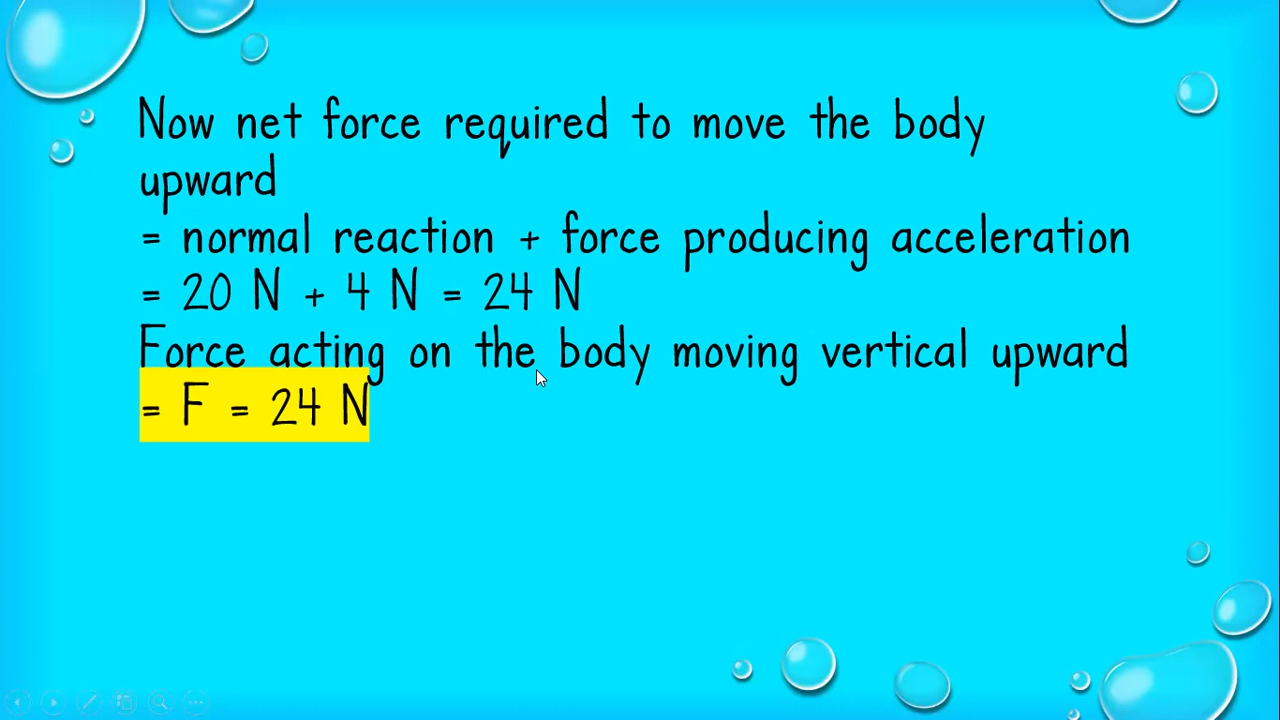 Now net force required to move the body
upward
= normal reaction + force producing acceleration
= 20 N + 4 N = 24 N
Force acting on the body moving vertical upward
= F = 24 N